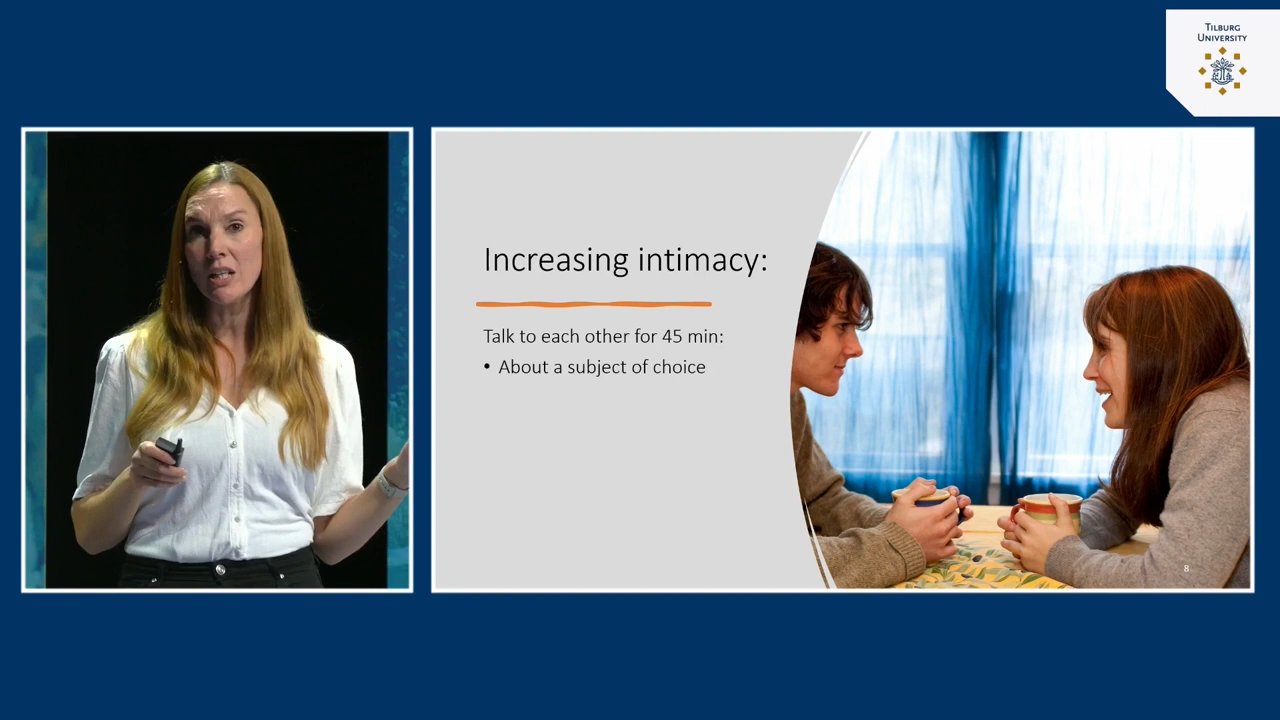 TILBURG
UNIVERSITY
Increasing intimacy:
Talk to each other for 45 min:
• About a subject of choice
8